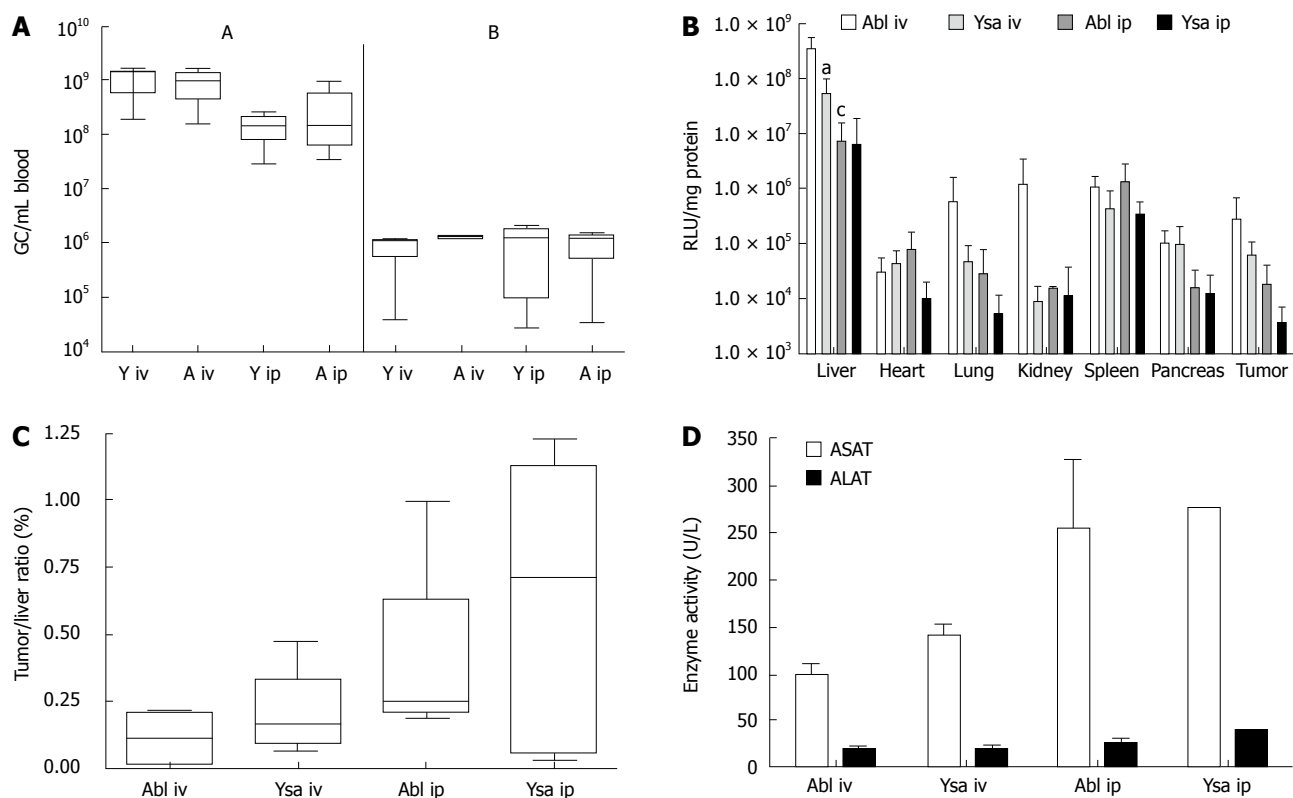 A
A B
GC/mL blood
10^10
10^9
10^8
10^7
10^6
10^5
10^4
Y iv A iv Y ip A ip Y iv A iv Y ip A ip
B
Abl iv Ysa iv Abl ip Ysa ip
RLU/mg protein
1.0 × 10^9
1.0 × 10^8
1.0 × 10^7
1.0 × 10^6
1.0 × 10^5
1.0 × 10^4
1.0 × 10^3
a
c
Liver Heart Lung Kidney Spleen Pancreas Tumor
C
Tumor/liver ratio (%)
1.25
1.00
0.75
0.50
0.25
0.00
Abl iv Ysa iv Abl ip Ysa ip
D
ASAT
ALAT
Enzyme activity (U/L)
350
300
250
200
150
100
50
0
Abl iv Ysa iv Abl ip Ysa ip